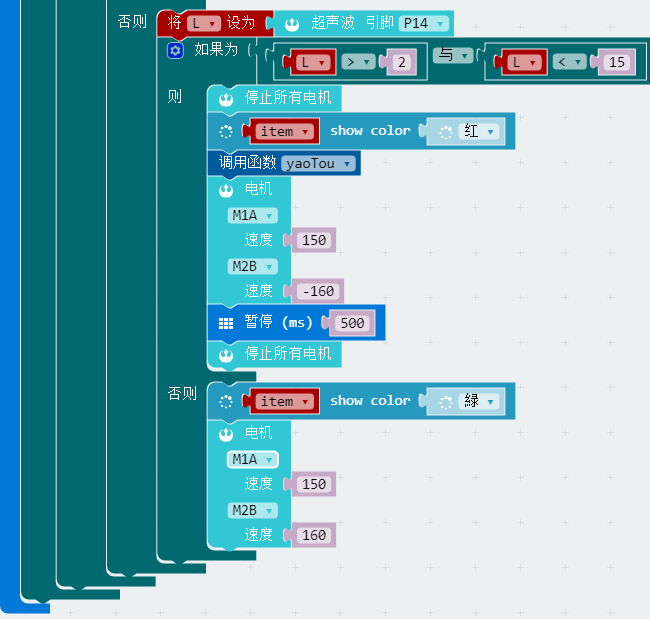 否则 将 L 设为 超声波 引脚 P14
如果为 L > 2 与 L < 15
则 停止所有电机
item show color 红
调用函数 yaoTou
电机
M1A
速度 150
M2B
速度 -160
暂停 (ms) 500
停止所有电机
否则 item show color 緑
电机
M1A
速度 150
M2B
速度 160